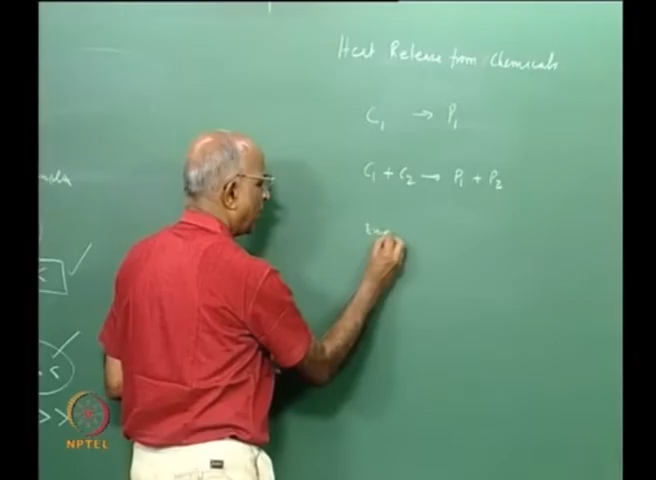 Heat Release from Chemicals
C₁ → P₁
C₁ + C₂ → P₁ + P₂
NPTEL